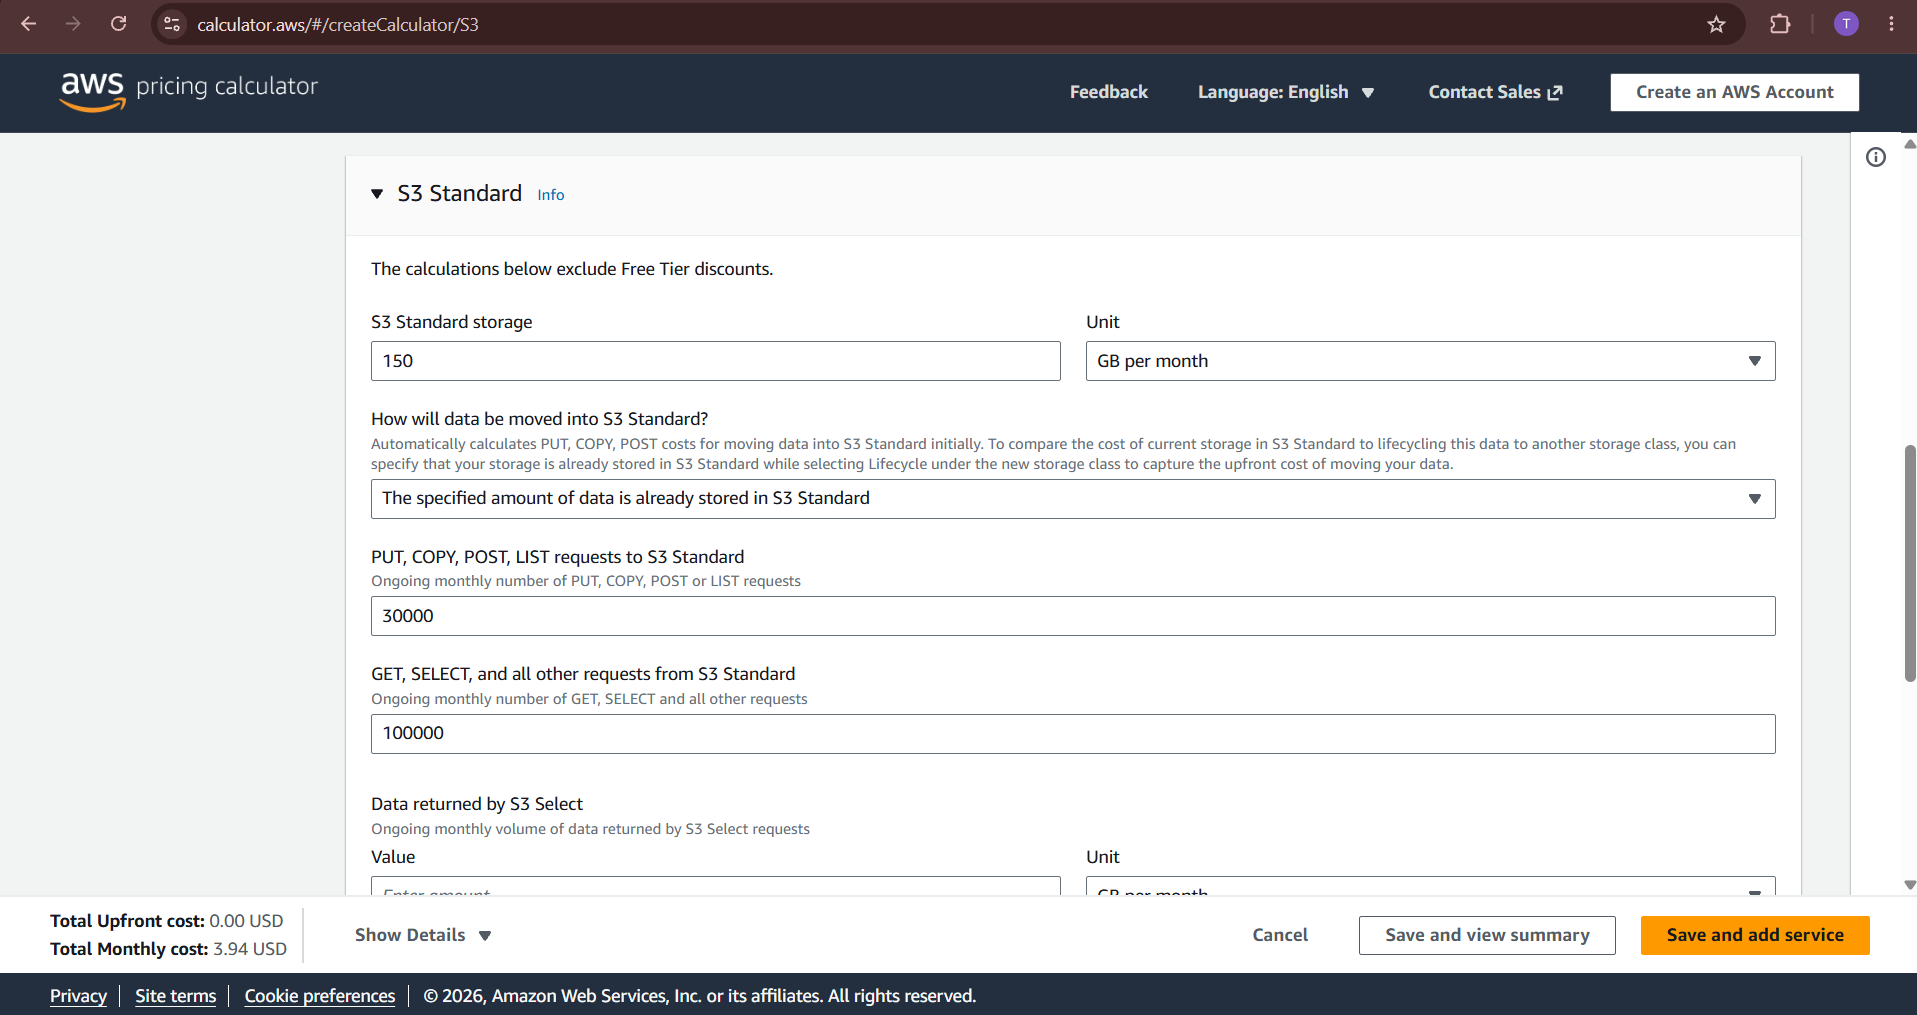 calculator.aws/#/createCalculator/S3
T
aws pricing calculator
Feedback
Language: English
Contact Sales
Create an AWS Account
S3 Standard Info
The calculations below exclude Free Tier discounts.
S3 Standard storage
Unit
150
GB per month
How will data be moved into S3 Standard?
Automatically calculates PUT, COPY, POST costs for moving data into S3 Standard initially. To compare the cost of current storage in S3 Standard to lifecycling this data to another storage class, you can
specify that your storage is already stored in S3 Standard while selecting Lifecycle under the new storage class to capture the upfront cost of moving your data.
The specified amount of data is already stored in S3 Standard
PUT, COPY, POST, LIST requests to S3 Standard
Ongoing monthly number of PUT, COPY, POST or LIST requests
30000
GET, SELECT, and all other requests from S3 Standard
Ongoing monthly number of GET, SELECT and all other requests
100000
Data returned by S3 Select
Ongoing monthly volume of data returned by S3 Select requests
Value
Unit
Enter amount
GB per month
Total Upfront cost: 0.00 USD
Total Monthly cost: 3.94 USD
Show Details
Cancel
Save and view summary
Save and add service
Privacy
Site terms
Cookie preferences
© 2026, Amazon Web Services, Inc. or its affiliates. All rights reserved.